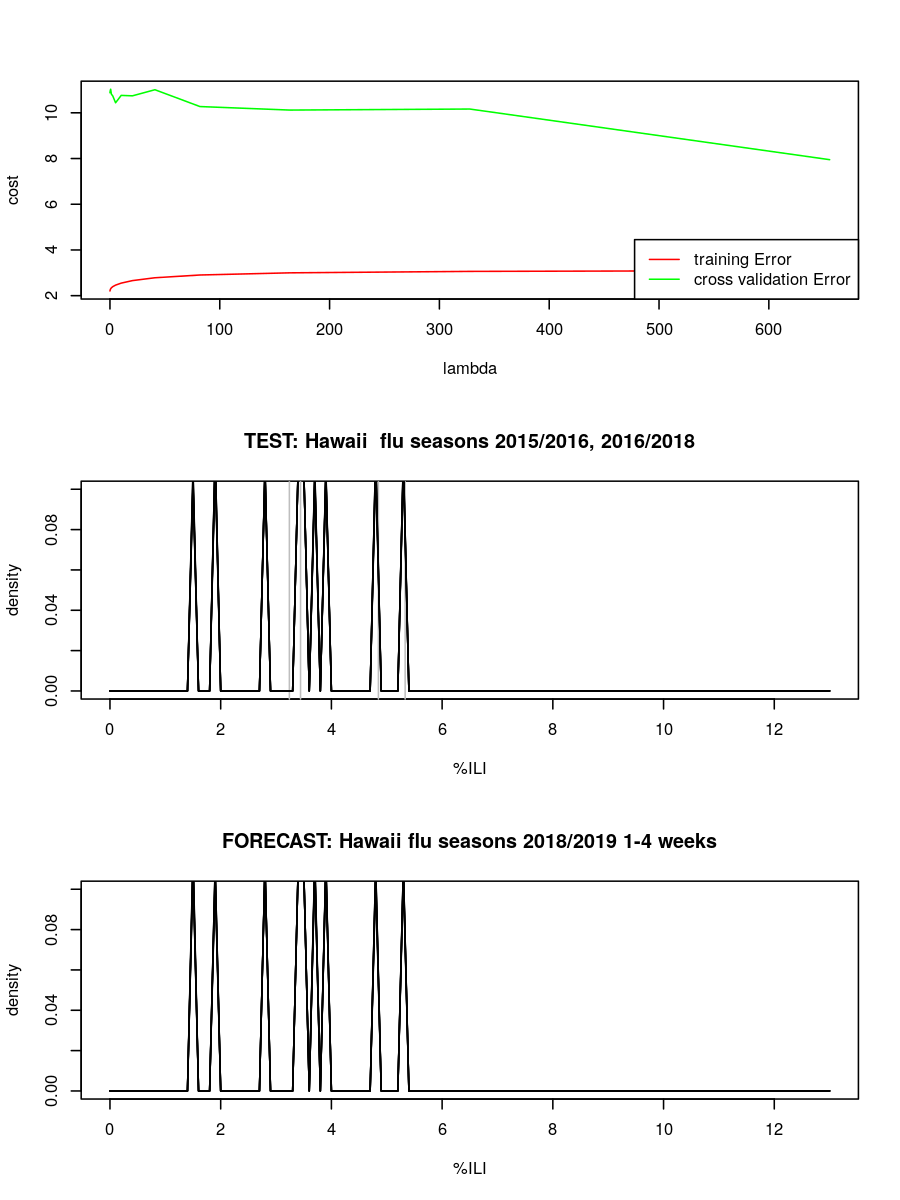 10
8
6
4
2
cost
training Error
cross validation Error
0 100 200 300 400 500 600
lambda
TEST: Hawaii  flu seasons 2015/2016, 2016/2018
0.08
0.04
0.00
density
0 2 4 6 8 10 12
%ILI
FORECAST: Hawaii flu seasons 2018/2019 1-4 weeks
0.08
0.04
0.00
density
0 2 4 6 8 10 12
%ILI